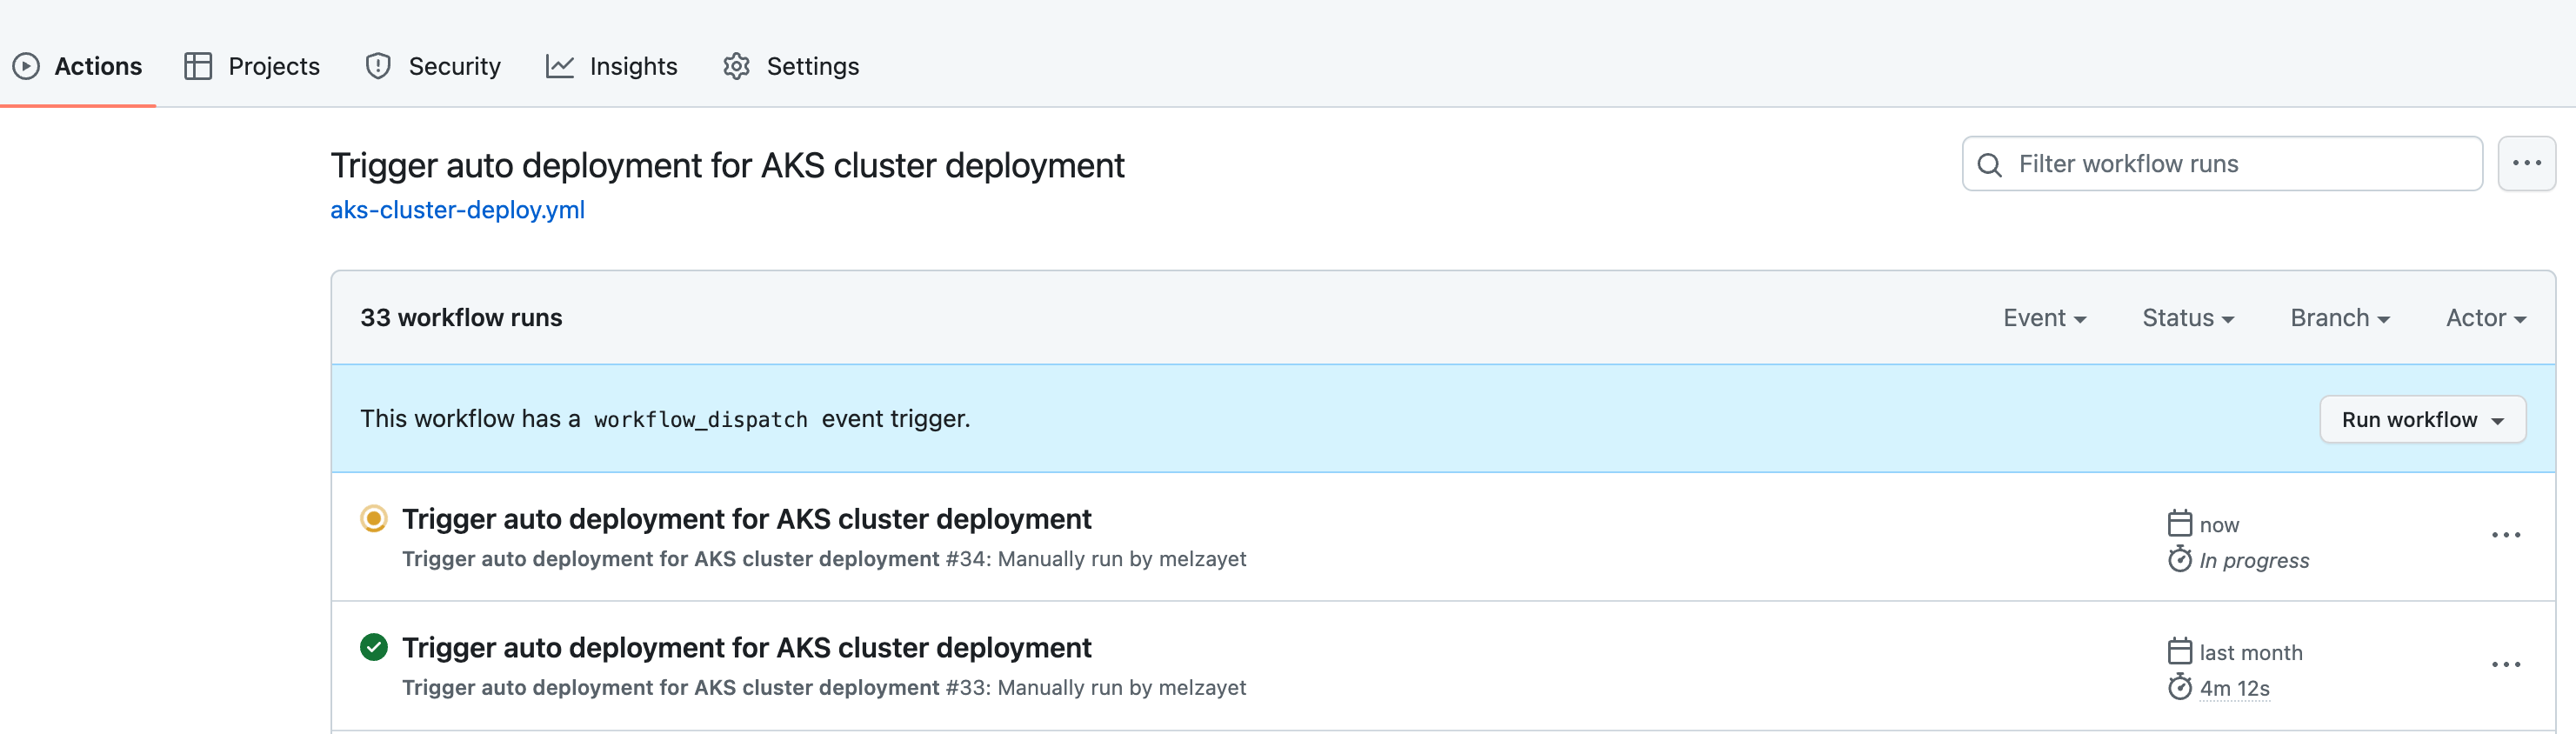 Actions Projects Security Insights Settings
Trigger auto deployment for AKS cluster deployment
Filter workflow runs
aks-cluster-deploy.yml
33 workflow runs
Event Status Branch Actor
This workflow has a workflow_dispatch event trigger.
Run workflow
Trigger auto deployment for AKS cluster deployment
Trigger auto deployment for AKS cluster deployment #34: Manually run by melzayet
now
In progress
Trigger auto deployment for AKS cluster deployment
Trigger auto deployment for AKS cluster deployment #33: Manually run by melzayet
last month
4m 12s